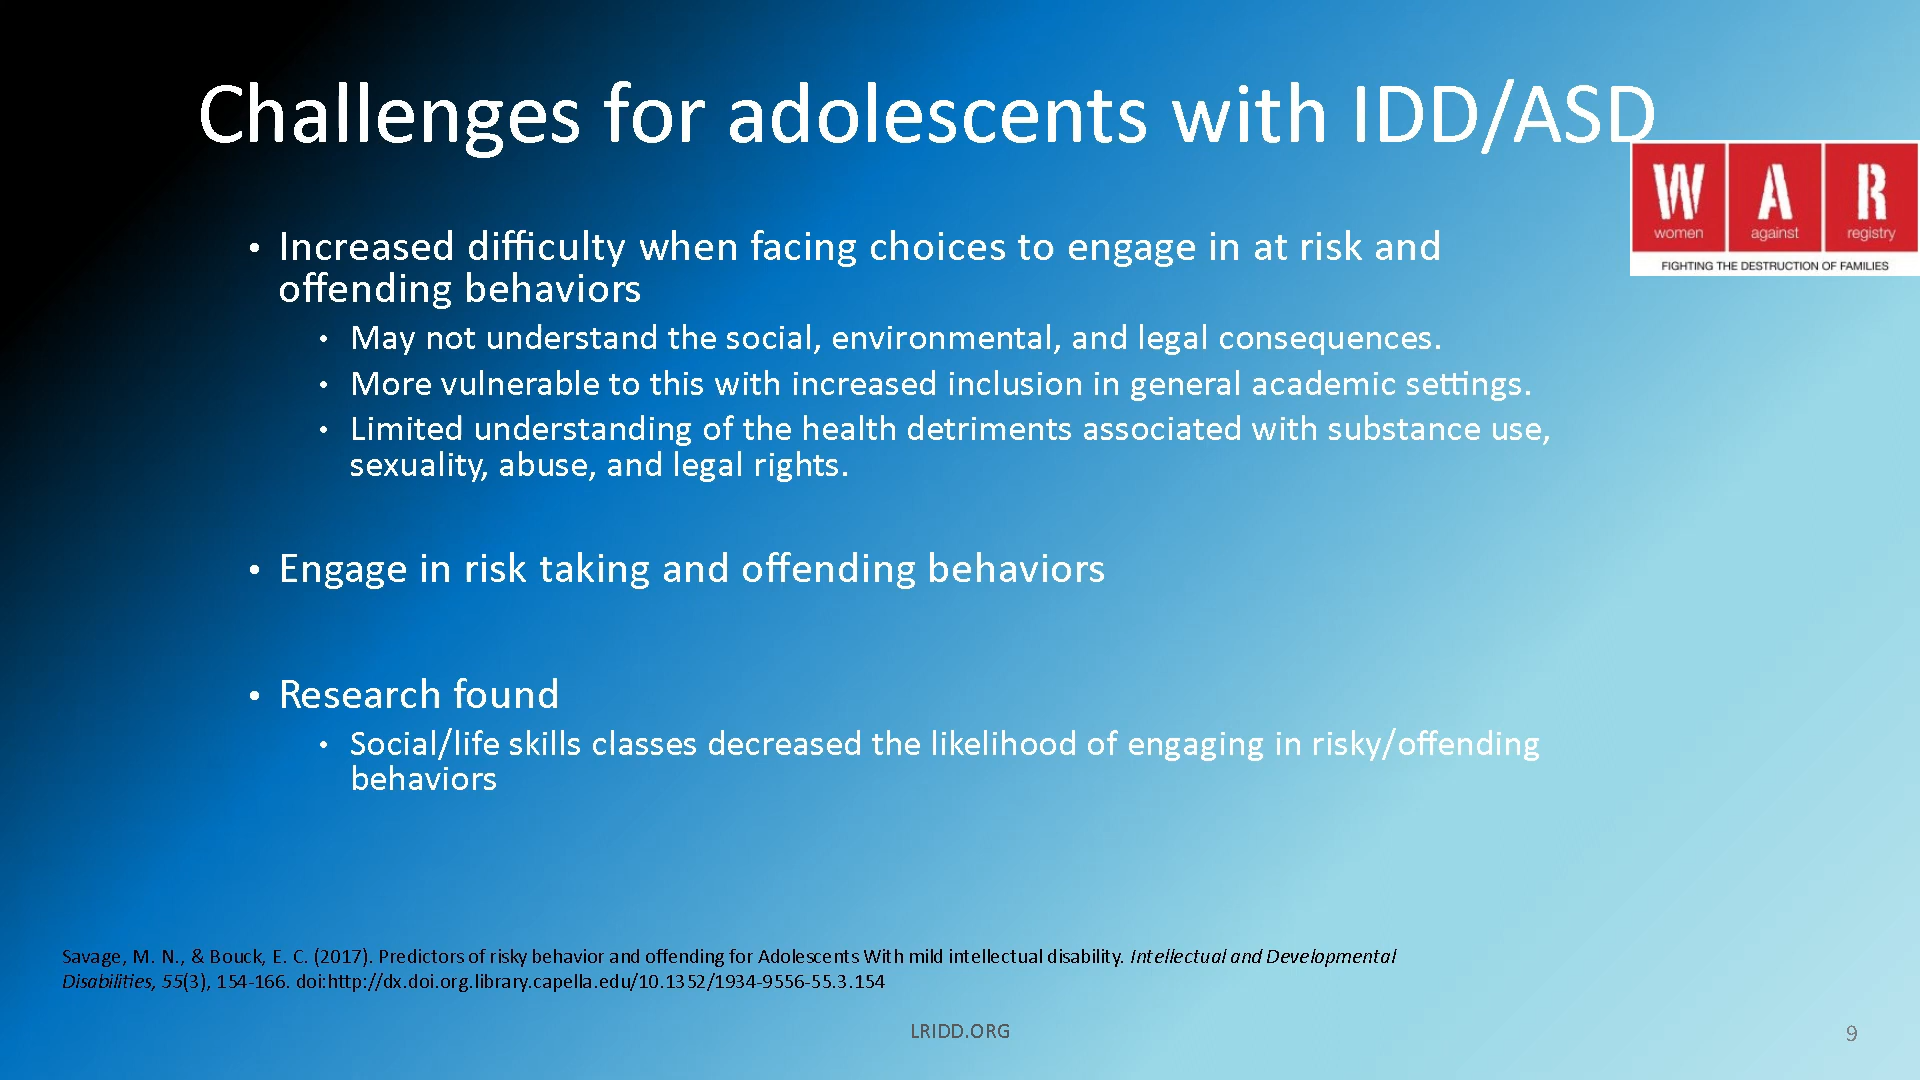 Challenges for adolescents with IDD/ASD
W A R
women against registry
FIGHTING THE DESTRUCTION OF FAMILIES
• Increased difficulty when facing choices to engage in at risk and
offending behaviors
• May not understand the social, environmental, and legal consequences.
• More vulnerable to this with increased inclusion in general academic settings.
• Limited understanding of the health detriments associated with substance use,
sexuality, abuse, and legal rights.
• Engage in risk taking and offending behaviors
• Research found
• Social/life skills classes decreased the likelihood of engaging in risky/offending
behaviors
Savage, M. N., & Bouck, E. C. (2017). Predictors of risky behavior and offending for Adolescents With mild intellectual disability. Intellectual and Developmental
Disabilities, 55(3), 154-166. doi:http://dx.doi.org.library.capella.edu/10.1352/1934-9556-55.3.154
LRIDD.ORG
9